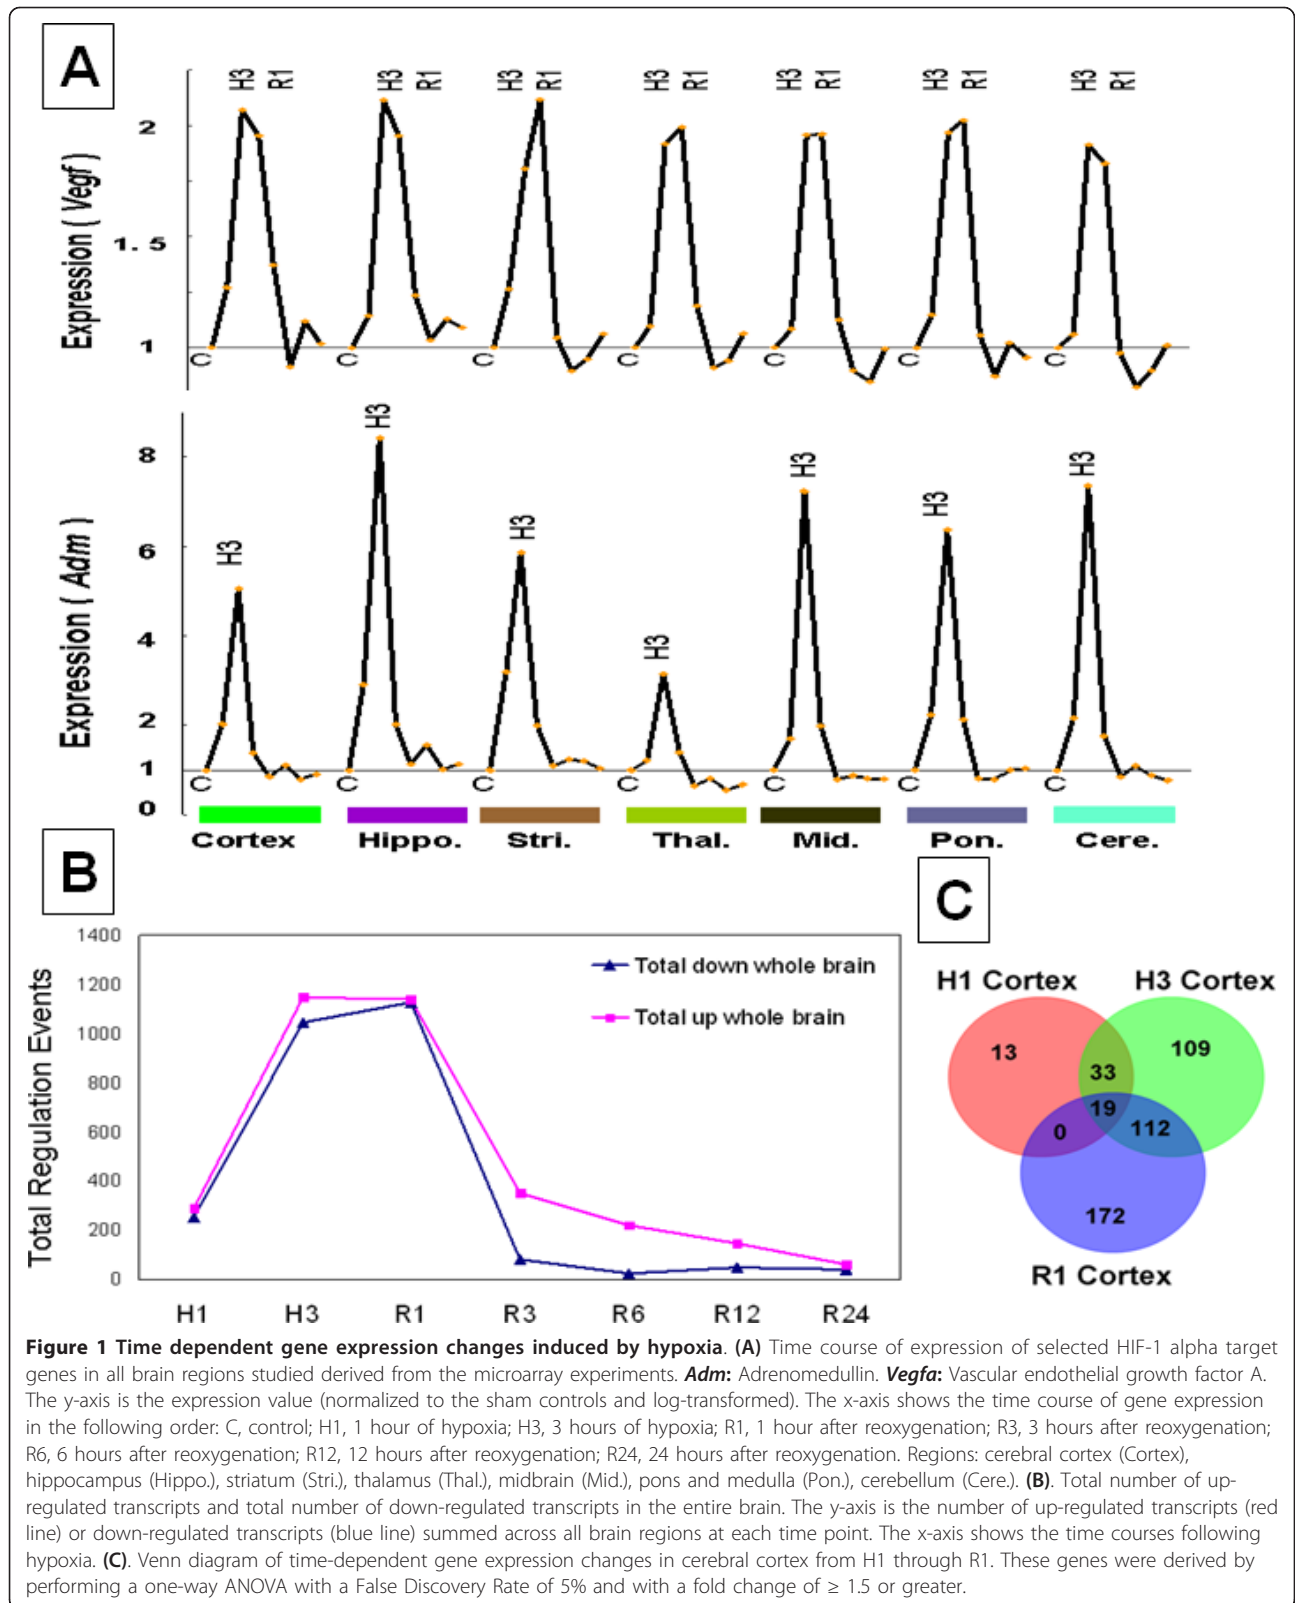 A
H3 R1 H3 R1 H3 R1 H3 R1 H3 R1 H3 R1 H3 R1
Expression ( Vegf )
2
1. 5
1
C C C C C C C
Expression ( Adm )
H3 H3 H3 H3 H3 H3 H3
8
6
4
2
1
0
C C C C C C C
Cortex Hippo. Stri. Thal. Mid. Pon. Cere.
B
Total Regulation Events
1400
1200
1000
800
600
400
200
0
Total down whole brain
Total up whole brain
H1 H3 R1 R3 R6 R12 R24
C
H1 Cortex H3 Cortex
13 109
33
19
0 112
172
R1 Cortex
Figure 1 Time dependent gene expression changes induced by hypoxia. (A) Time course of expression of selected HIF-1 alpha target
genes in all brain regions studied derived from the microarray experiments. Adm: Adrenomedullin. Vegfa: Vascular endothelial growth factor A.
The y-axis is the expression value (normalized to the sham controls and log-transformed). The x-axis shows the time course of gene expression
in the following order: C, control; H1, 1 hour of hypoxia; H3, 3 hours of hypoxia; R1, 1 hour after reoxygenation; R3, 3 hours after reoxygenation;
R6, 6 hours after reoxygenation; R12, 12 hours after reoxygenation; R24, 24 hours after reoxygenation. Regions: cerebral cortex (Cortex),
hippocampus (Hippo.), striatum (Stri.), thalamus (Thal.), midbrain (Mid.), pons and medulla (Pon.), cerebellum (Cere.). (B). Total number of up-
regulated transcripts and total number of down-regulated transcripts in the entire brain. The y-axis is the number of up-regulated transcripts (red
line) or down-regulated transcripts (blue line) summed across all brain regions at each time point. The x-axis shows the time courses following
hypoxia. (C). Venn diagram of time-dependent gene expression changes in cerebral cortex from H1 through R1. These genes were derived by
performing a one-way ANOVA with a False Discovery Rate of 5% and with a fold change of ≥ 1.5 or greater.